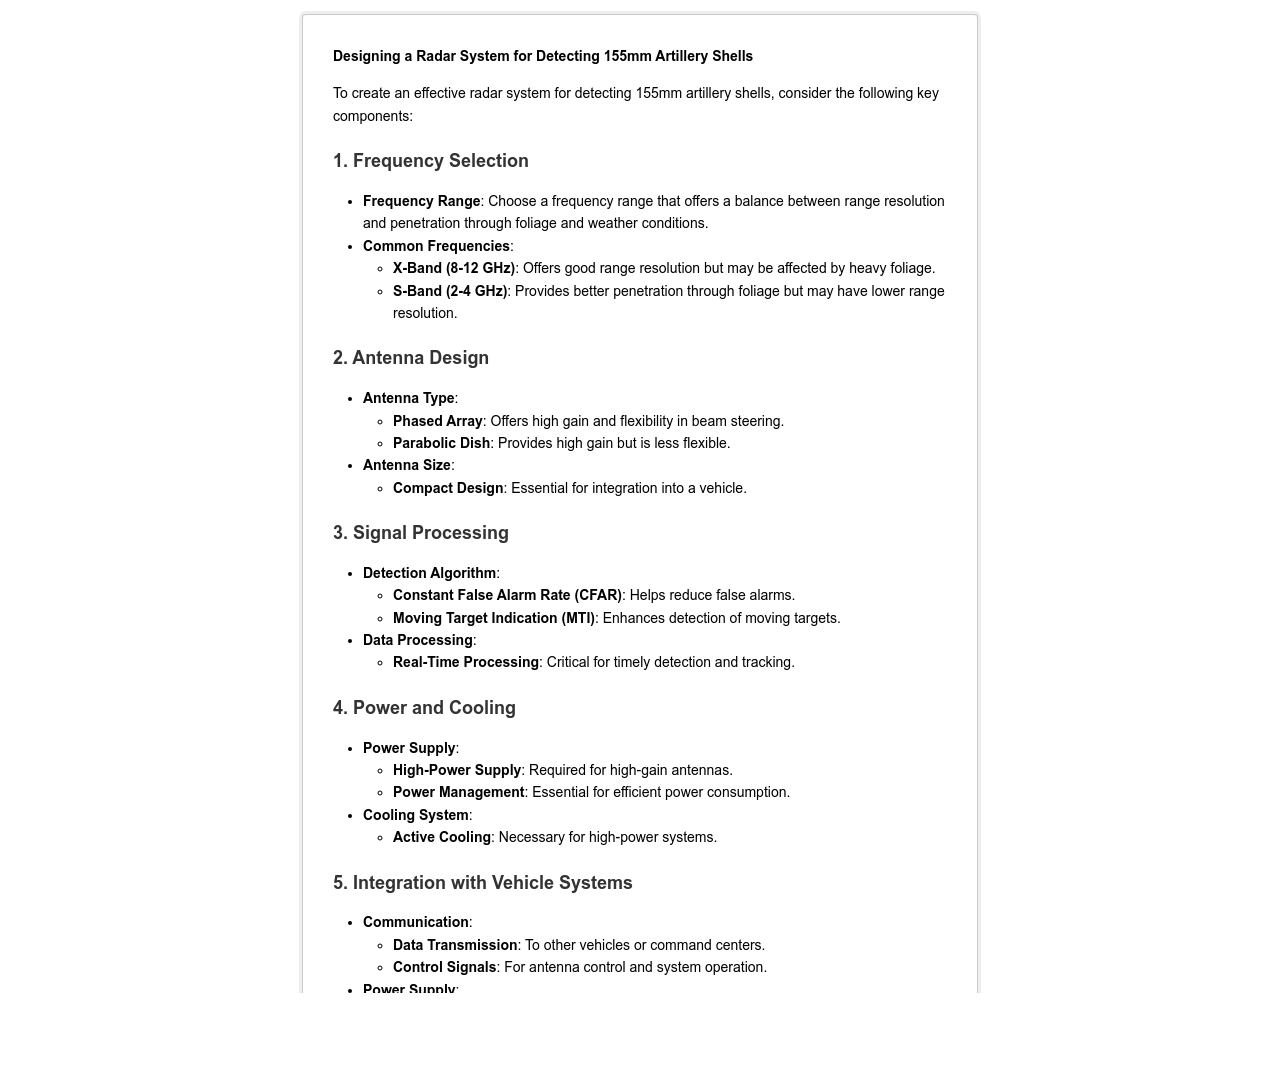 Designing a Radar System for Detecting 155mm Artillery Shells
To create an effective radar system for detecting 155mm artillery shells, consider the following key
components:
1. Frequency Selection
• Frequency Range: Choose a frequency range that offers a balance between range resolution
and penetration through foliage and weather conditions.
• Common Frequencies:
◦ X-Band (8-12 GHz): Offers good range resolution but may be affected by heavy foliage.
◦ S-Band (2-4 GHz): Provides better penetration through foliage but may have lower range
resolution.
2. Antenna Design
• Antenna Type:
◦ Phased Array: Offers high gain and flexibility in beam steering.
◦ Parabolic Dish: Provides high gain but is less flexible.
• Antenna Size:
◦ Compact Design: Essential for integration into a vehicle.
3. Signal Processing
• Detection Algorithm:
◦ Constant False Alarm Rate (CFAR): Helps reduce false alarms.
◦ Moving Target Indication (MTI): Enhances detection of moving targets.
• Data Processing:
◦ Real-Time Processing: Critical for timely detection and tracking.
4. Power and Cooling
• Power Supply:
◦ High-Power Supply: Required for high-gain antennas.
◦ Power Management: Essential for efficient power consumption.
• Cooling System:
◦ Active Cooling: Necessary for high-power systems.
5. Integration with Vehicle Systems
• Communication:
◦ Data Transmission: To other vehicles or command centers.
◦ Control Signals: For antenna control and system operation.
• Power Supply: